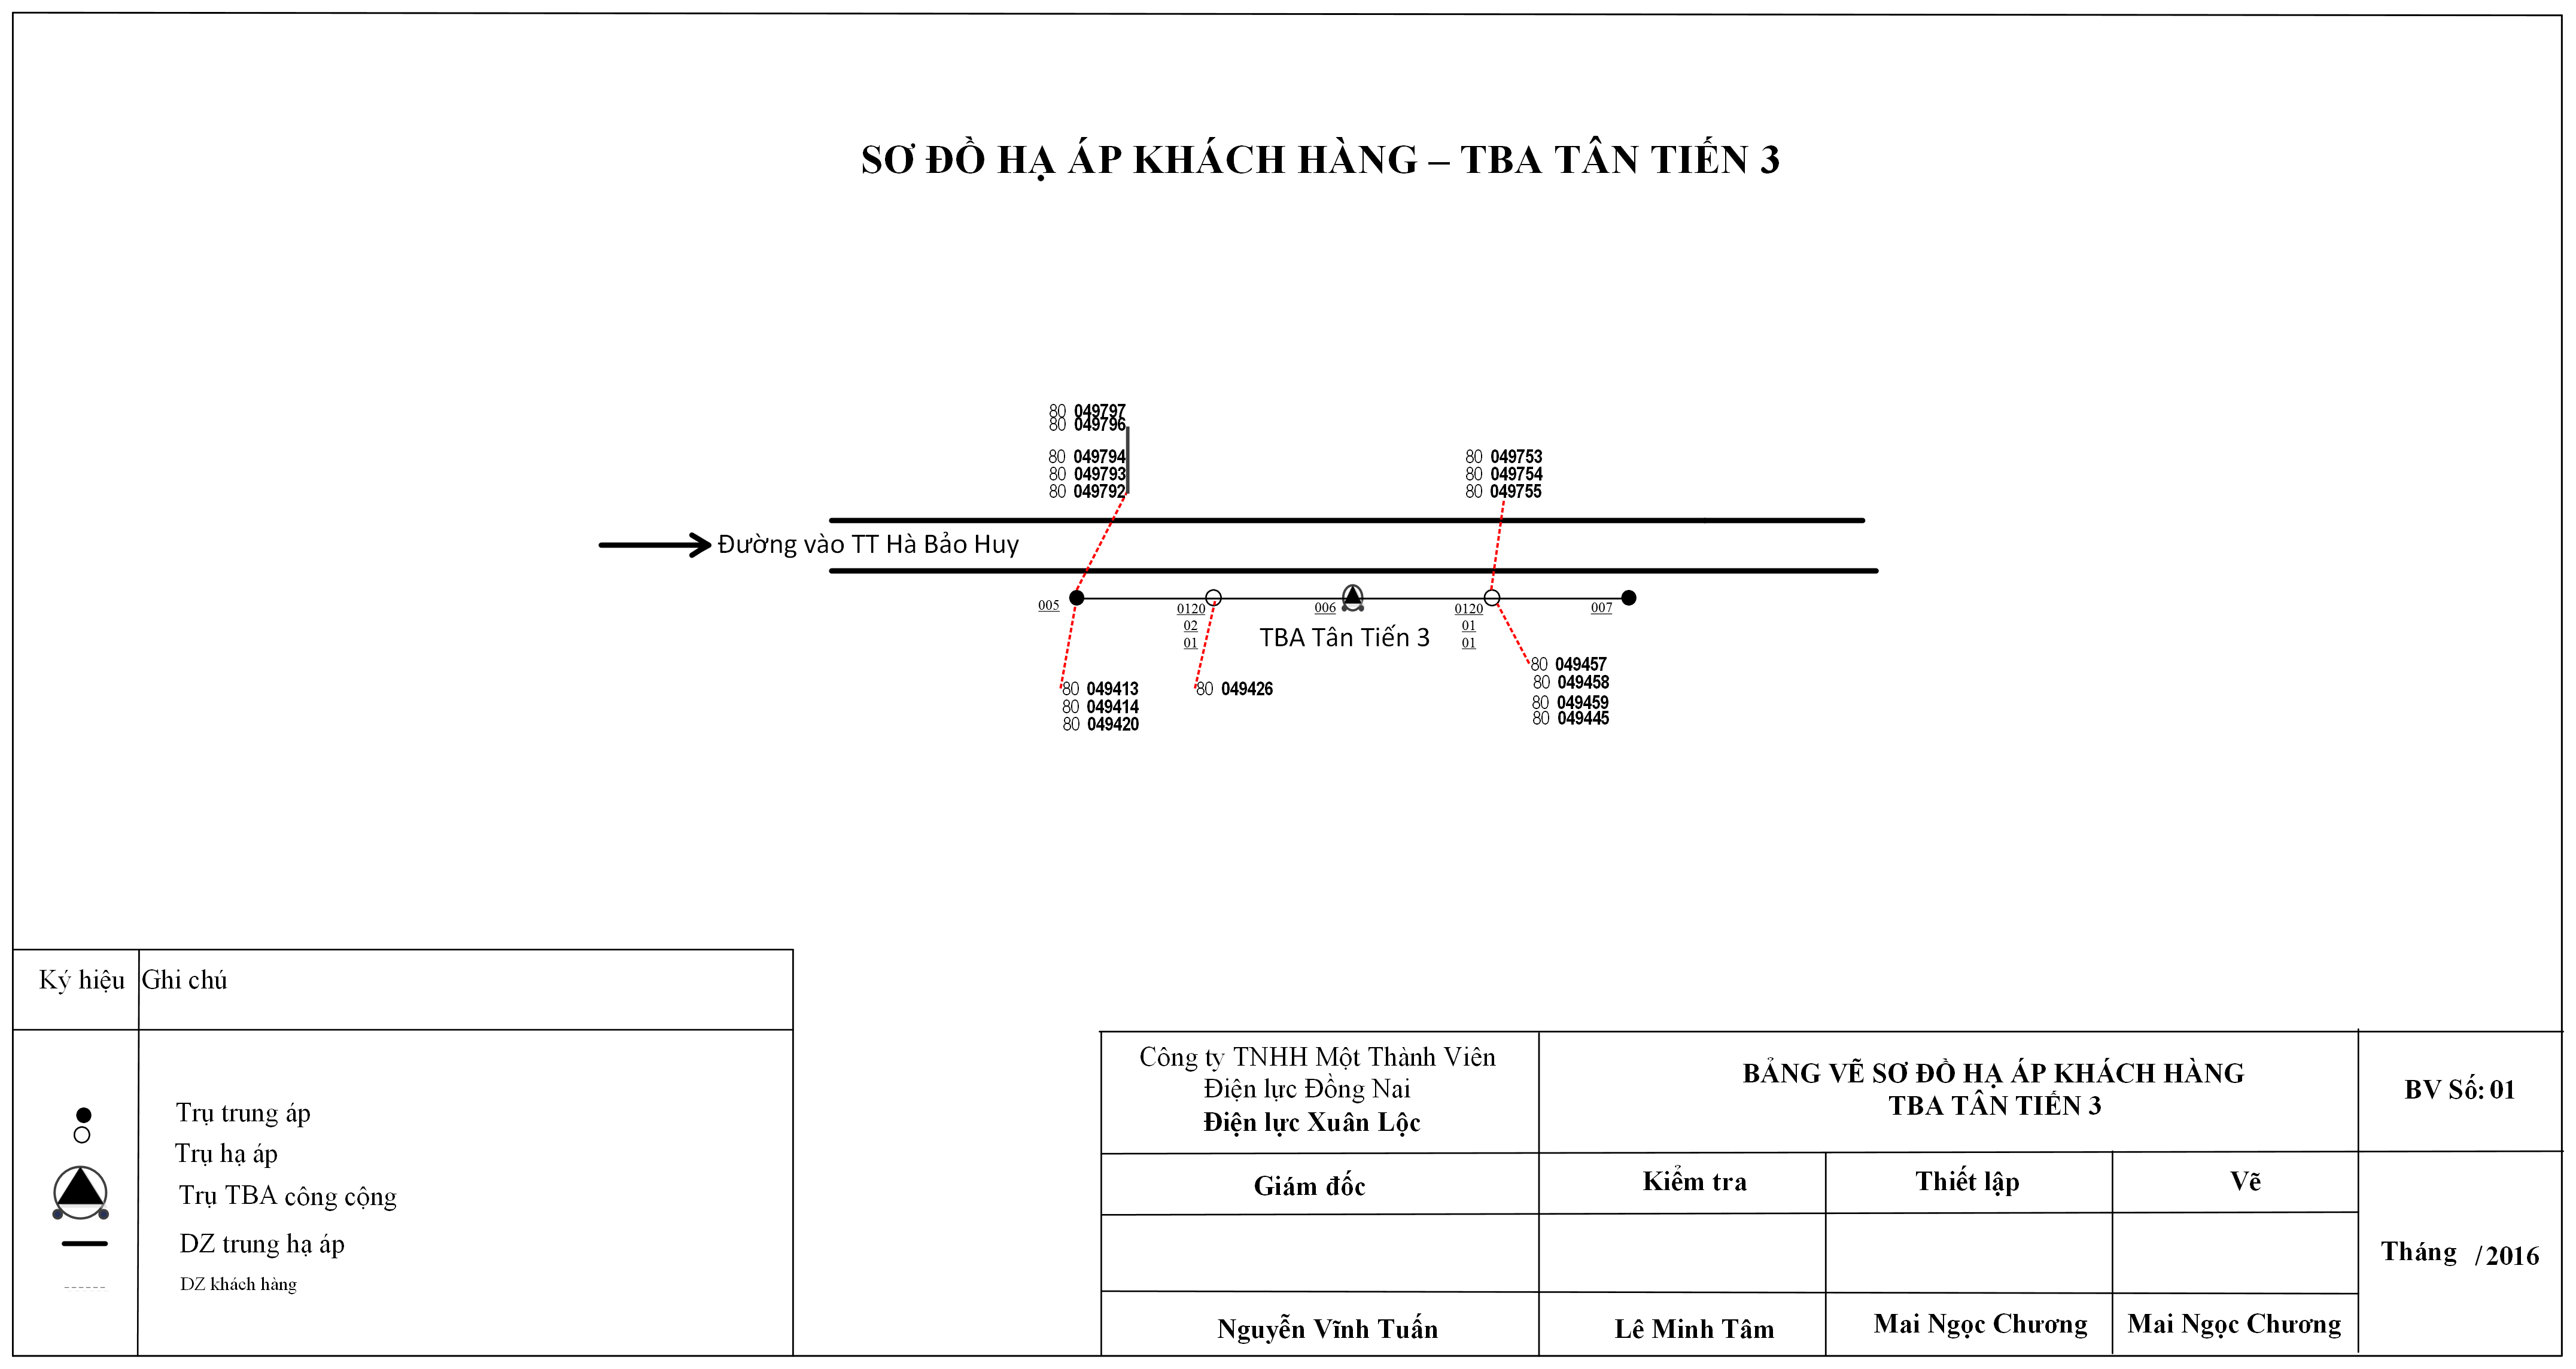 SƠ ĐỒ HẠ ÁP KHÁCH HÀNG – TBA TÂN TIẾN 3
80 049797
80 049796
80 049794
80 049793
80 049792
80 049753
80 049754
80 049755
Đường vào TT Hà Bảo Huy
005
0120
02
01
006
0120
01
01
007
TBA Tân Tiến 3
80 049413
80 049414
80 049420
80 049426
80 049457
80 049458
80 049459
80 049445
Ký hiệu Ghi chú
Trụ trung áp
Trụ hạ áp
Trụ TBA công cộng
DZ trung hạ áp
DZ khách hàng
Công ty TNHH Một Thành Viên
Điện lực Đồng Nai
Điện lực Xuân Lộc
BẢNG VẼ SƠ ĐỒ HẠ ÁP KHÁCH HÀNG
TBA TÂN TIẾN 3
BV Số: 01
Giám đốc
Kiểm tra
Thiết lập
Vẽ
Tháng /2016
Nguyễn Vĩnh Tuấn
Lê Minh Tâm
Mai Ngọc Chương
Mai Ngọc Chương